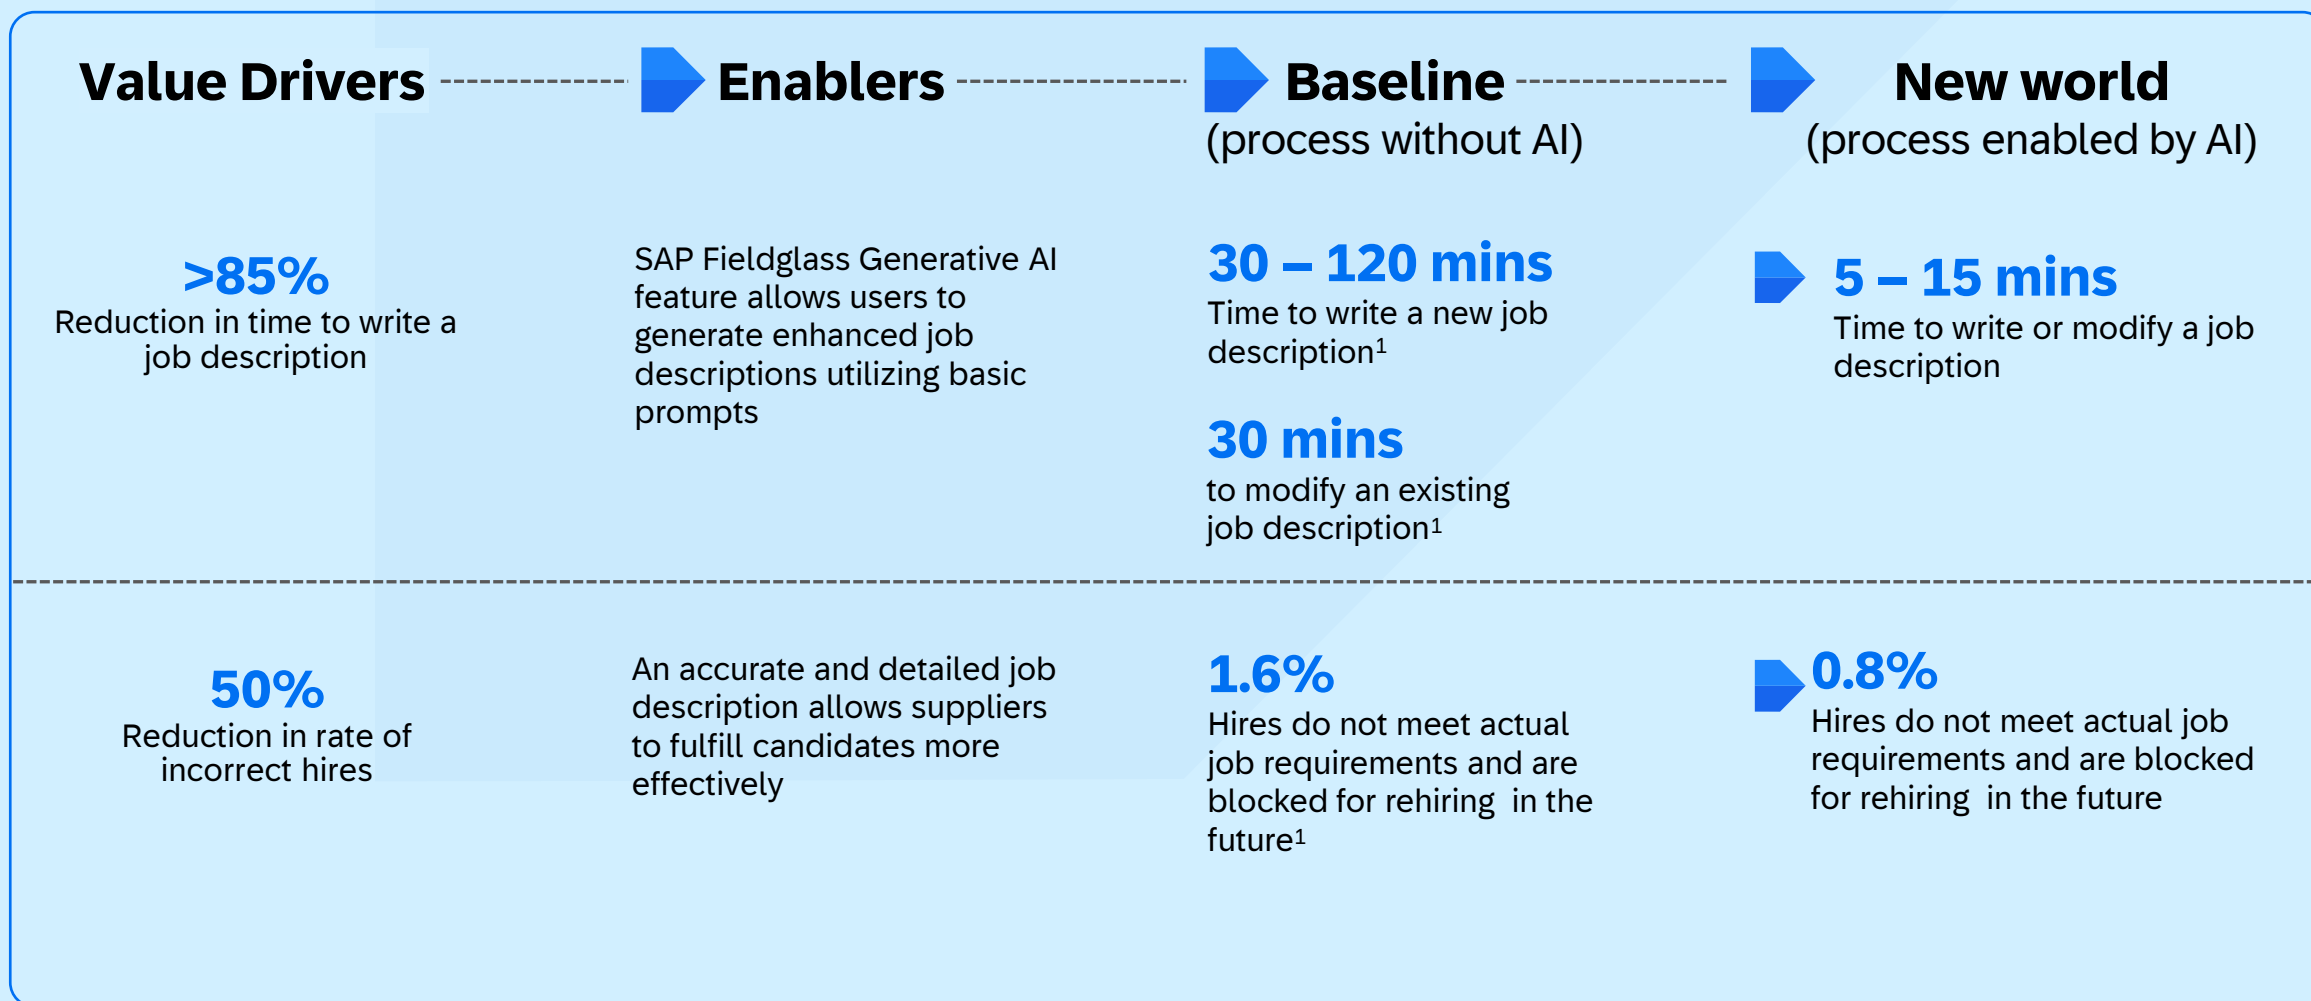 Value Drivers
Enablers
Baseline
(process without AI)
New world
(process enabled by AI)
>85%
Reduction in time to write a
job description
SAP Fieldglass Generative AI
feature allows users to
generate enhanced job
descriptions utilizing basic
prompts
30 – 120 mins
Time to write a new job
description¹
30 mins
to modify an existing
job description¹
5 – 15 mins
Time to write or modify a job
description
50%
Reduction in rate of
incorrect hires
An accurate and detailed job
description allows suppliers
to fulfill candidates more
effectively
1.6%
Hires do not meet actual
job requirements and are
blocked for rehiring  in the
future¹
0.8%
Hires do not meet actual job
requirements and are blocked
for rehiring  in the future